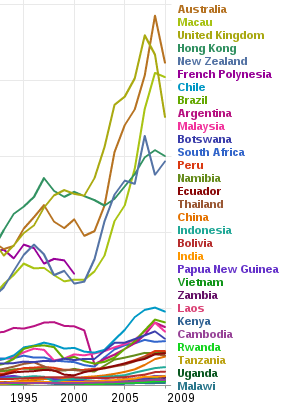 Australia
Macau
United Kingdom
Hong Kong
New Zealand
French Polynesia
Chile
Brazil
Argentina
Malaysia
Botswana
South Africa
Peru
Namibia
Ecuador
Thailand
China
Indonesia
Bolivia
India
Papua New Guinea
Vietnam
Zambia
Laos
Kenya
Cambodia
Rwanda
Tanzania
Uganda
Malawi
1995 2000 2005 2009